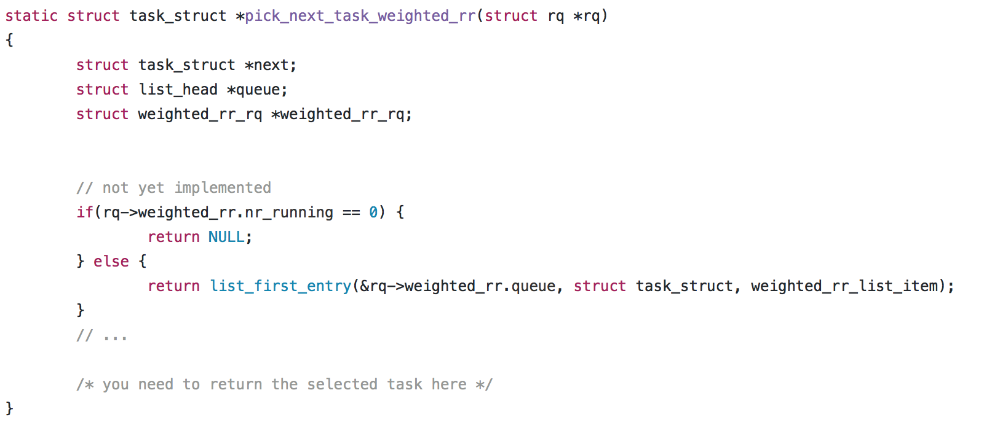 static struct task_struct *pick_next_task_weighted_rr(struct rq *rq)
{
        struct task_struct *next;
        struct list_head *queue;
        struct weighted_rr_rq *weighted_rr_rq;


        // not yet implemented
        if(rq->weighted_rr.nr_running == 0) {
                return NULL;
        } else {
                return list_first_entry(&rq->weighted_rr.queue, struct task_struct, weighted_rr_list_item);
        }
        // ...

        /* you need to return the selected task here */
}